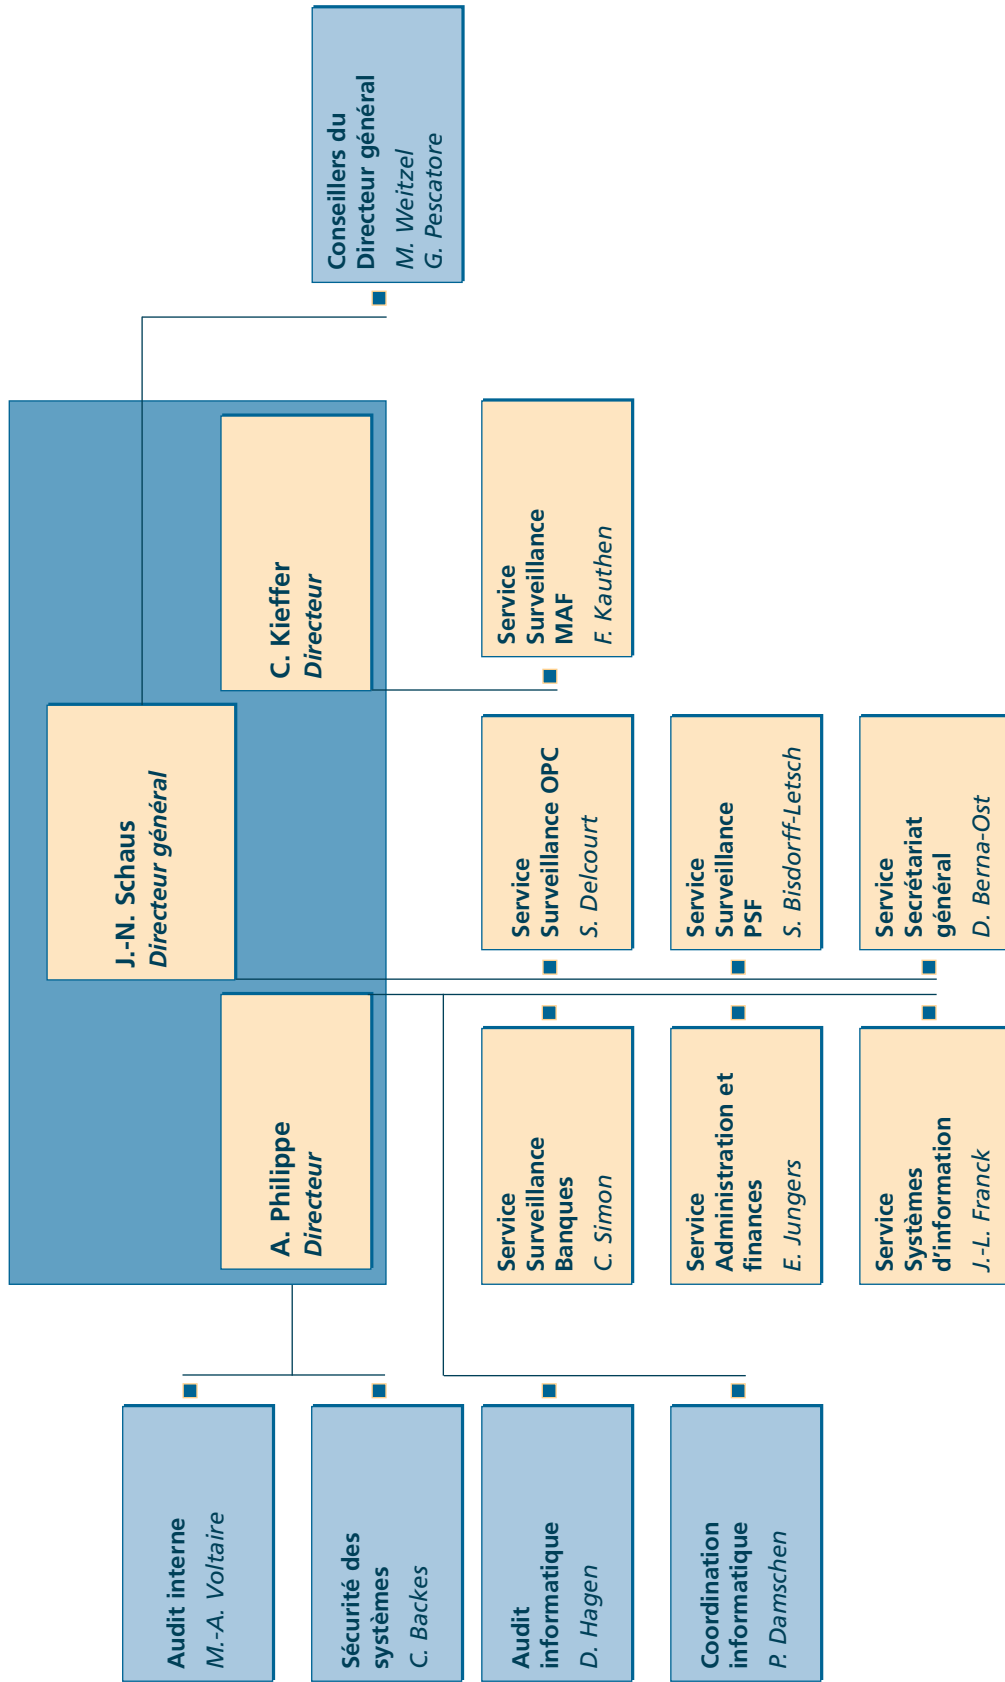 J.-N. Schaus
Directeur général
A. Philippe
Directeur
C. Kieffer
Directeur
Audit interne
M.-A. Voltaire
Sécurité des
systèmes
C. Backes
Conseillers du
Directeur général
M. Weitzel
G. Pescatore
Audit
informatique
D. Hagen
Service
Surveillance
Banques
C. Simon
Service
Surveillance OPC
S. Delcourt
Service
Surveillance
MAF
F. Kauthen
Coordination
informatique
P. Damschen
Service
Administration et
finances
E. Jungers
Service
Surveillance
PSF
S. Bisdorff-Letsch
Service
Systèmes
d'information
J.-L. Franck
Service
Secrétariat
général
D. Berna-Ost